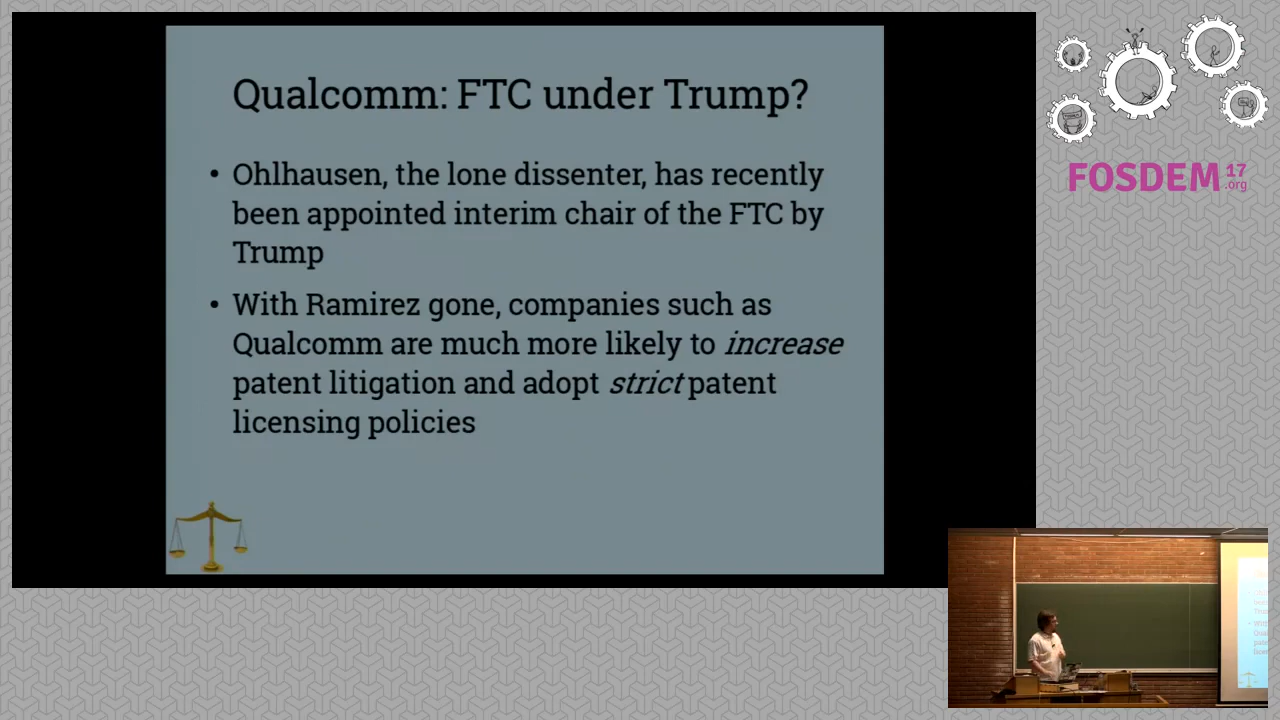 Qualcomm: FTC under Trump?
• Ohlhausen, the lone dissenter, has recently
been appointed interim chair of the FTC by
Trump
• With Ramirez gone, companies such as
Qualcomm are much more likely to increase
patent litigation and adopt strict patent
licensing policies
FOSDEM 17
.org